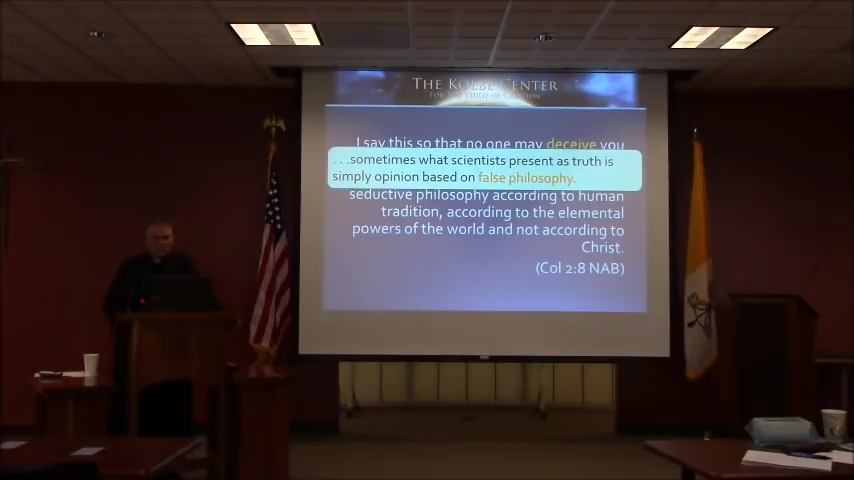 THE KOLBE CENTER
FOR THE STUDY OF CREATION
I say this so that no one may deceive you
. . .sometimes what scientists present as truth is
simply opinion based on false philosophy.
seductive philosophy according to human
tradition, according to the elemental
powers of the world and not according to
Christ.
(Col 2:8 NAB)